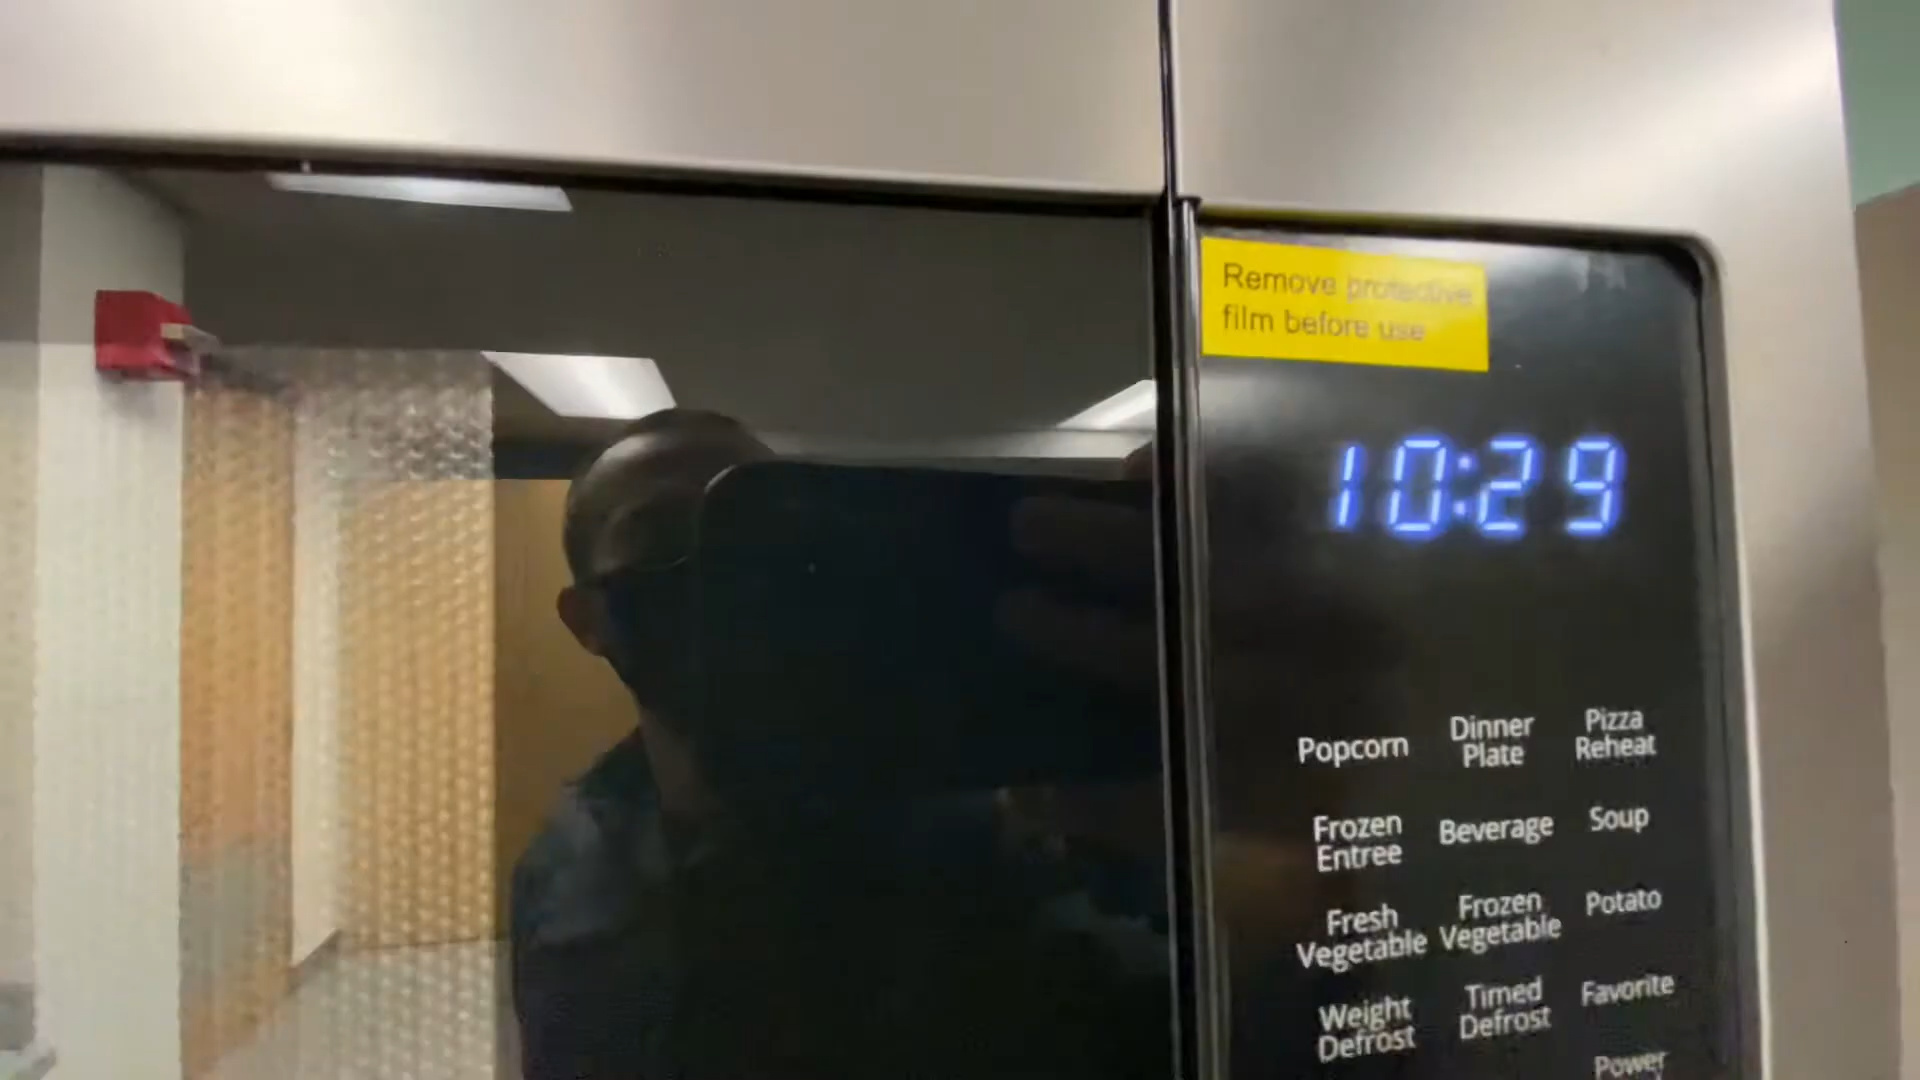 Remove protective
film before use
10:29
Popcorn
Dinner
Plate
Pizza
Reheat
Frozen
Entree
Beverage
Soup
Fresh
Vegetable
Frozen
Vegetable
Potato
Weight
Defrost
Timed
Defrost
Favorite
Power